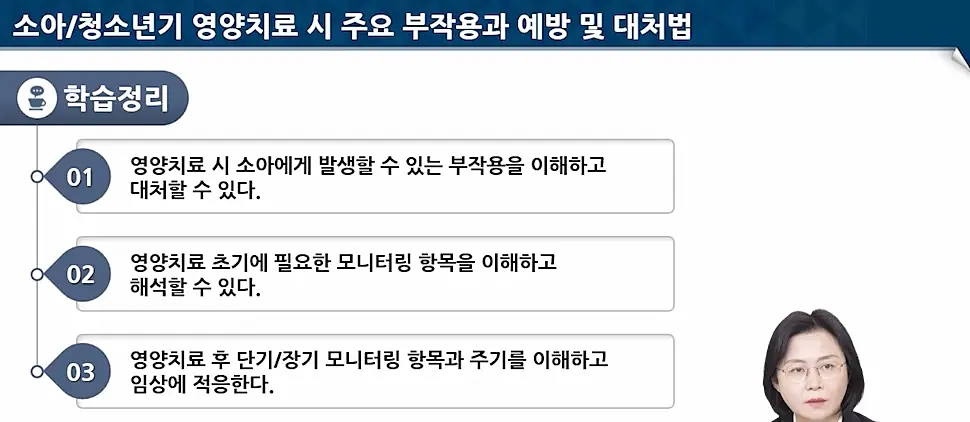 소아/청소년기 영양치료 시 주요 부작용과 예방 및 대처법
학습정리
01
영양치료 시 소아에게 발생할 수 있는 부작용을 이해하고
대처할 수 있다.
02
영양치료 초기에 필요한 모니터링 항목을 이해하고
해석할 수 있다.
03
영양치료 후 단기/장기 모니터링 항목과 주기를 이해하고
임상에 적응한다.